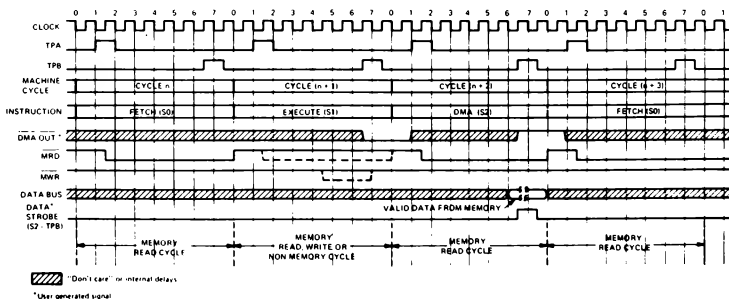 0 1 2 3 4 5 6 7 0 1 2 3 4 5 6 7 0 1 2 3 4 5 6 7 0 1 2 3 4 5 6 7 0
CLOCK
TPA
TPB
MACHINE CYCLE
CYCLE n
CYCLE (n + 1)
CYCLE (n + 2)
CYCLE (n + 3)
INSTRUCTION
FETCH (S0)
EXECUTE (S1)
DMA (S2)
FETCH (S0)
DMA OUT*
MRD
MWR
DATA BUS
VALID DATA FROM MEMORY
DATA*
STROBE
(S2 - TPB)
MEMORY
READ CYCLE
MEMORY
READ, WRITE OR
NON MEMORY CYCLE
MEMORY
READ CYCLE
MEMORY
READ CYCLE
"Don't care" or internal delays
*User generated signal